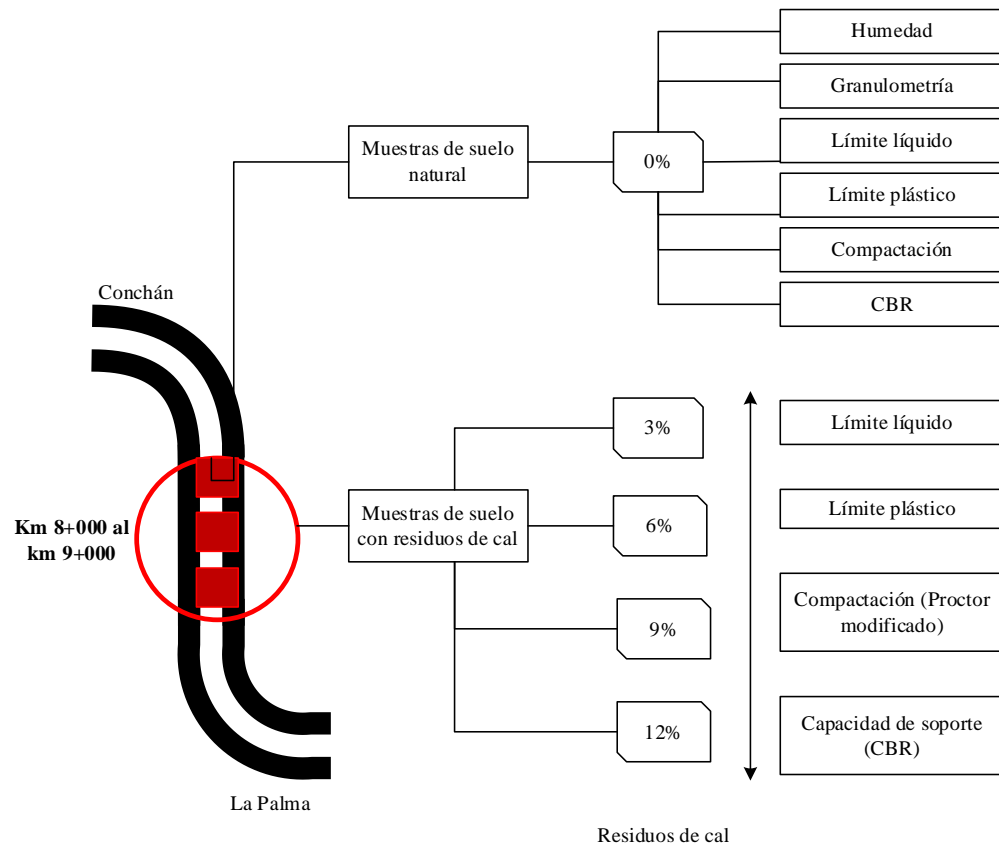 Humedad
Granulometría
Muestras de suelo
natural
0%
Límite líquido
Límite plástico
Compactación
CBR
Conchán
Km 8+000 al
km 9+000
Muestras de suelo
con residuos de cal
3%
6%
9%
12%
Límite líquido
Límite plástico
Compactación (Proctor
modificado)
Capacidad de soporte
(CBR)
La Palma
Residuos de cal